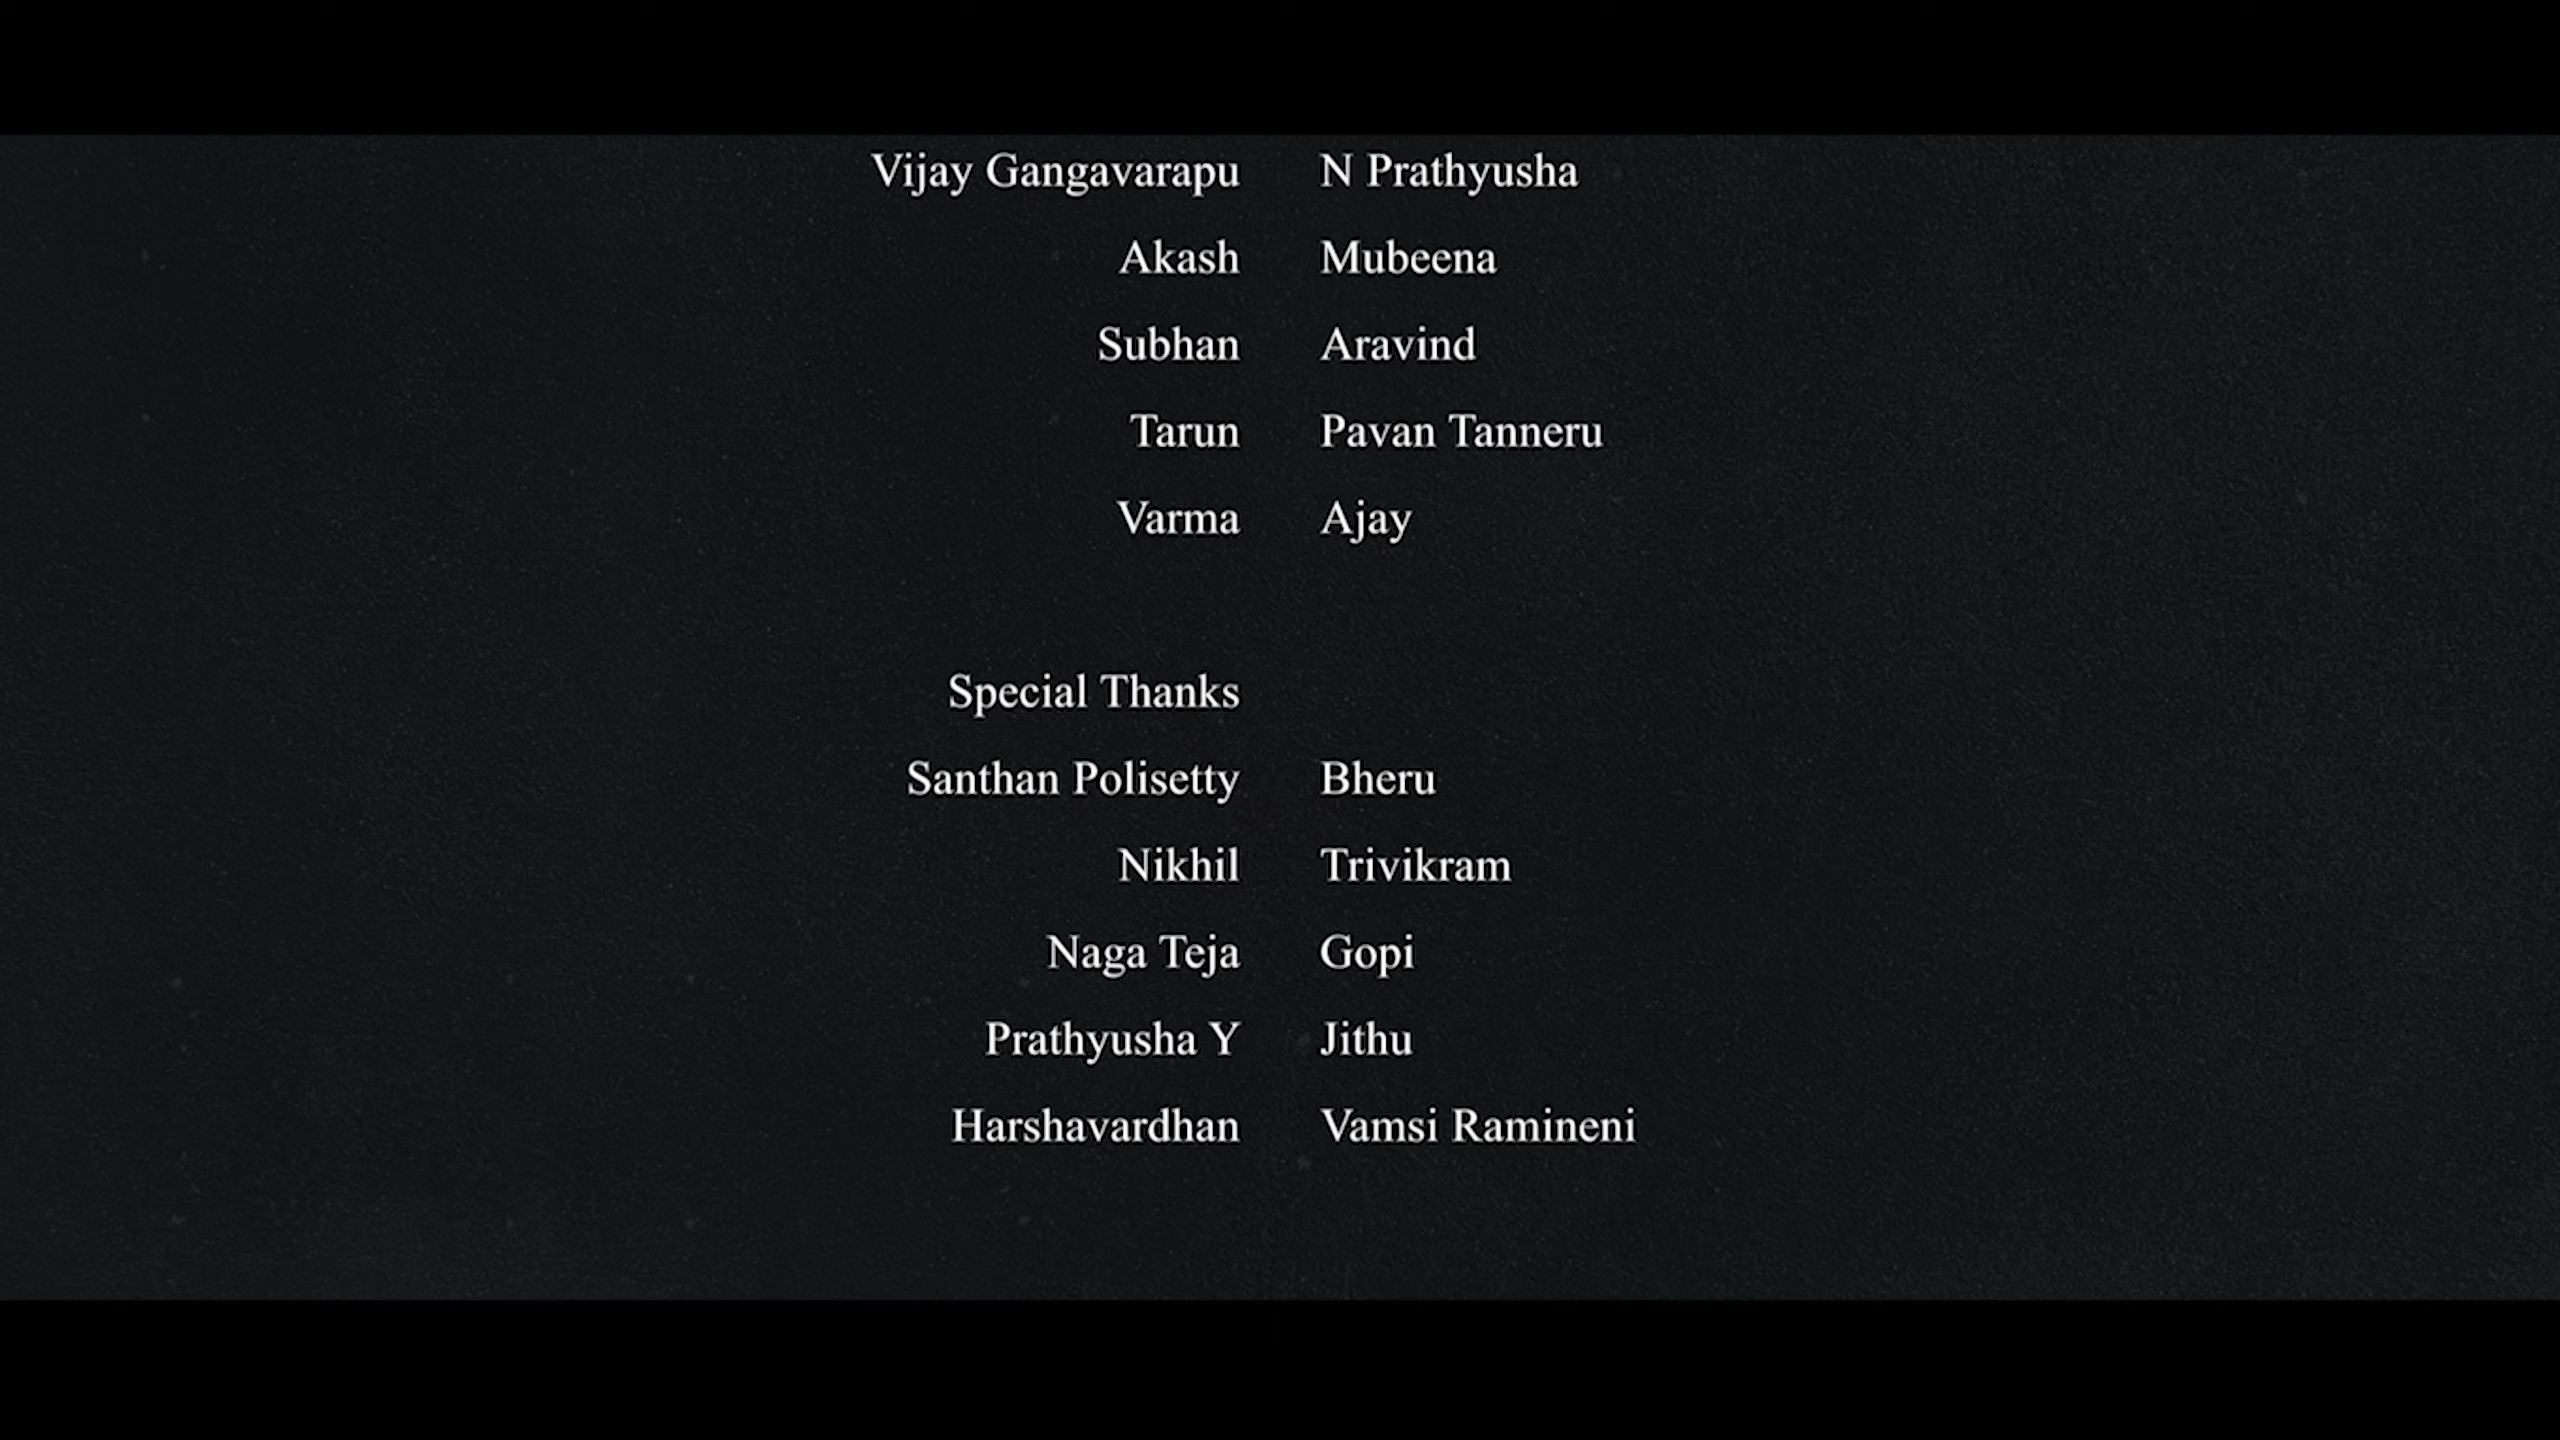 Vijay Gangavarapu N Prathyusha
Akash Mubeena
Subhan Aravind
Tarun Pavan Tanneru
Varma Ajay
Special Thanks
Santhan Polisetty Bheru
Nikhil Trivikram
Naga Teja Gopi
Prathyusha Y Jithu
Harshavardhan Vamsi Ramineni